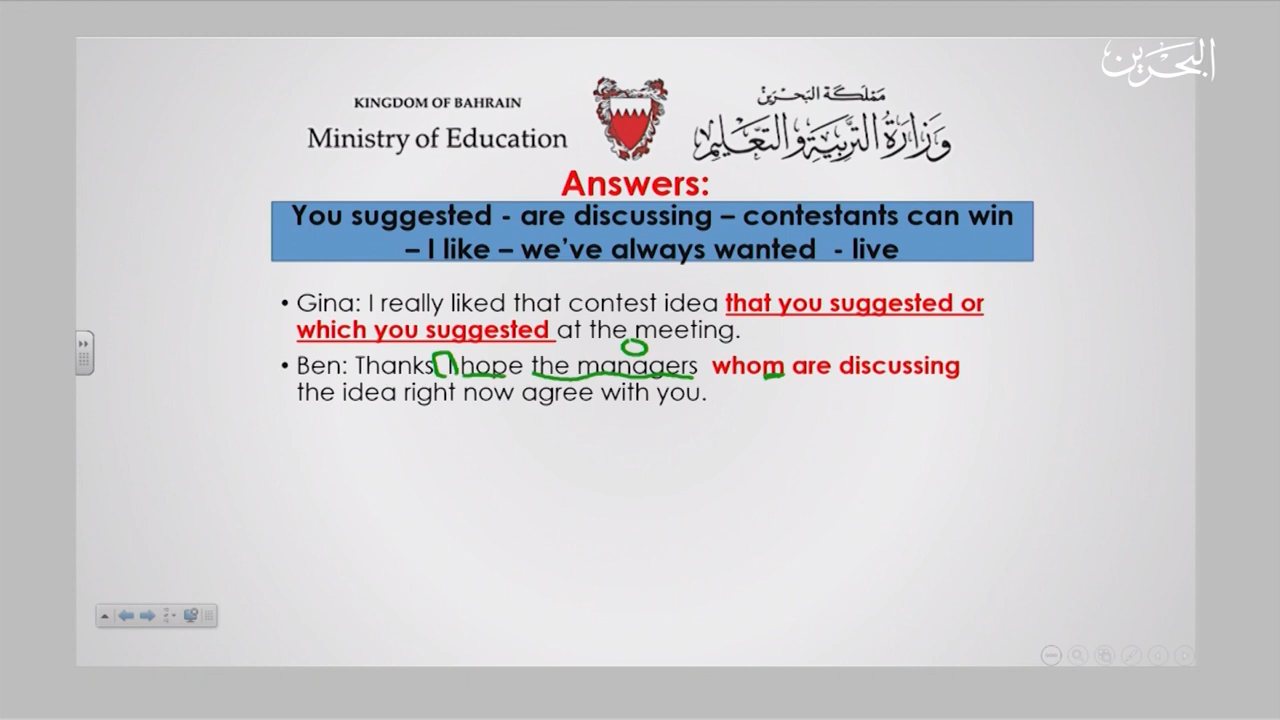 البحرين
KINGDOM OF BAHRAIN
Ministry of Education
مملكة البحرين
وزارة التربية والتعليم
Answers:
You suggested - are discussing – contestants can win
– I like – we’ve always wanted - live
• Gina: I really liked that contest idea that you suggested or
which you suggested at the meeting.
• Ben: Thanks I hope the managers whom are discussing
the idea right now agree with you.